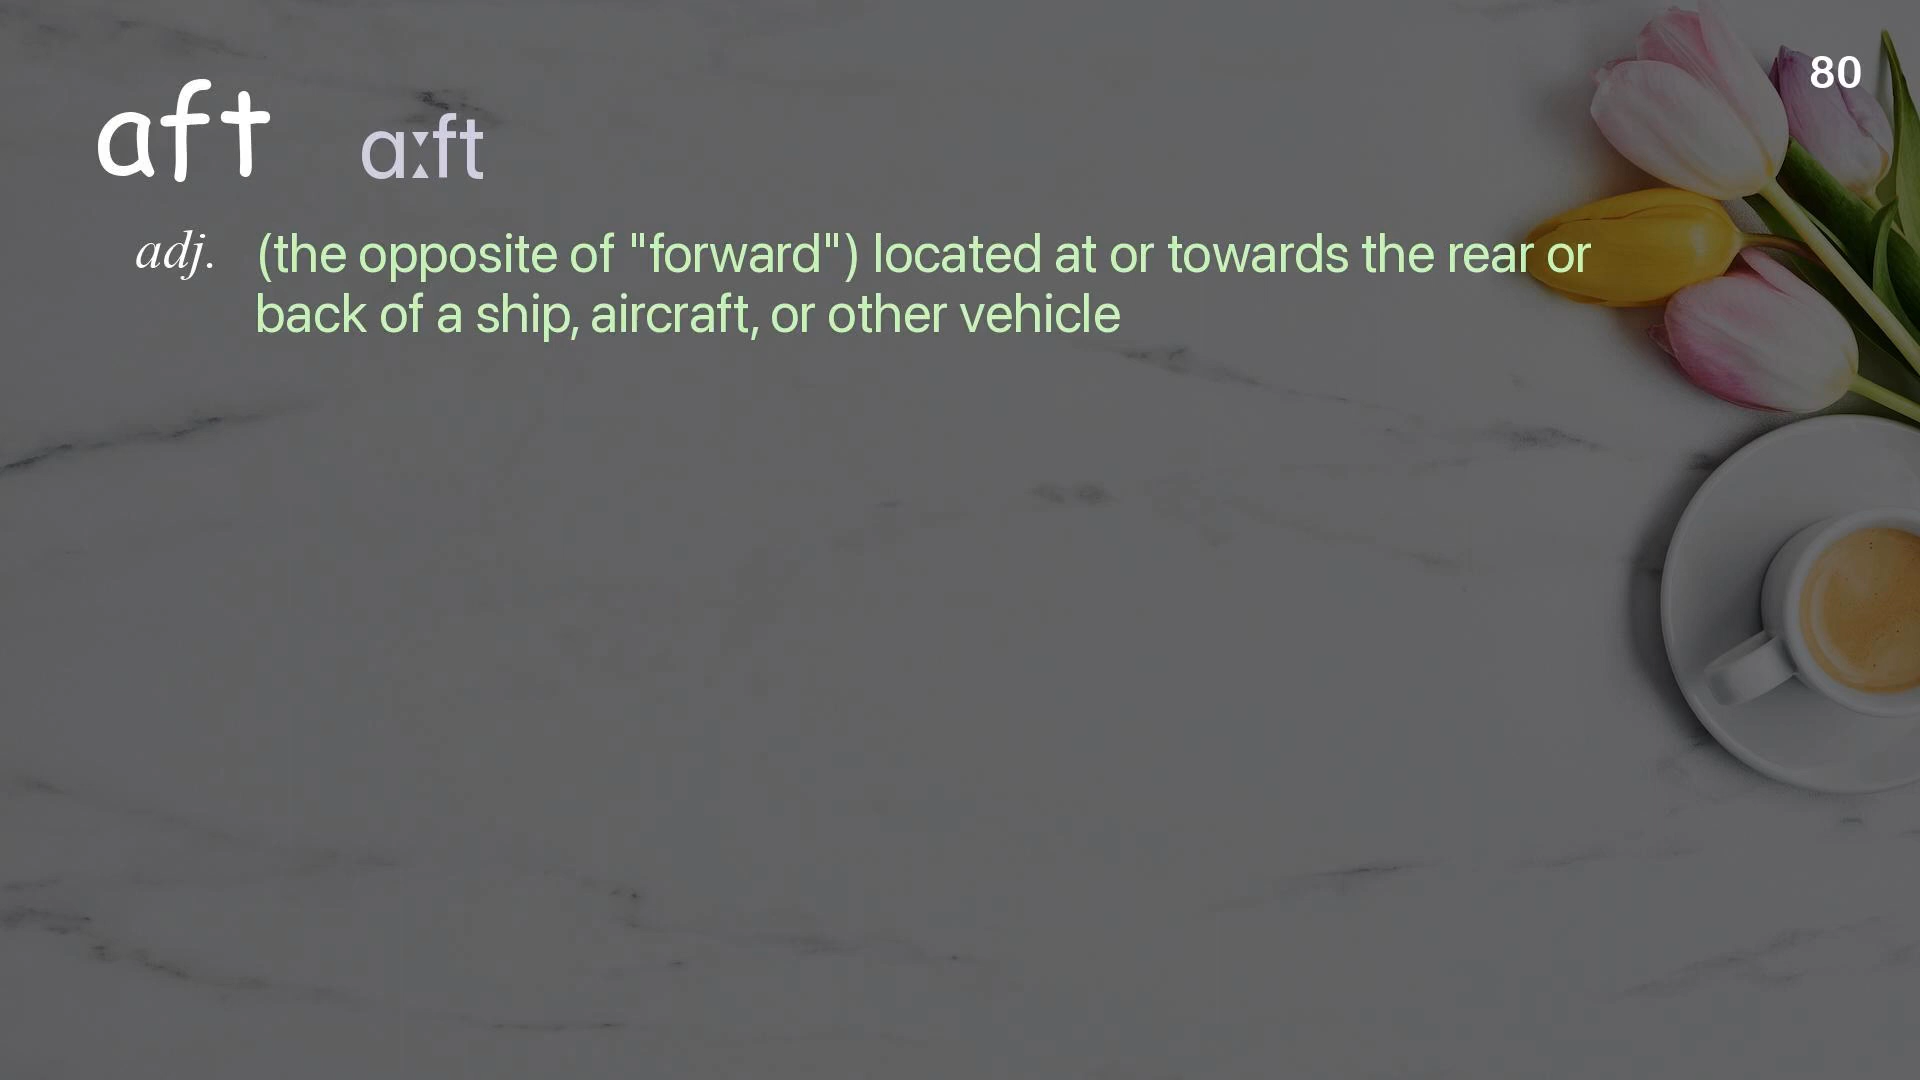 80
aft aːft
adj. (the opposite of "forward") located at or towards the rear or
back of a ship, aircraft, or other vehicle